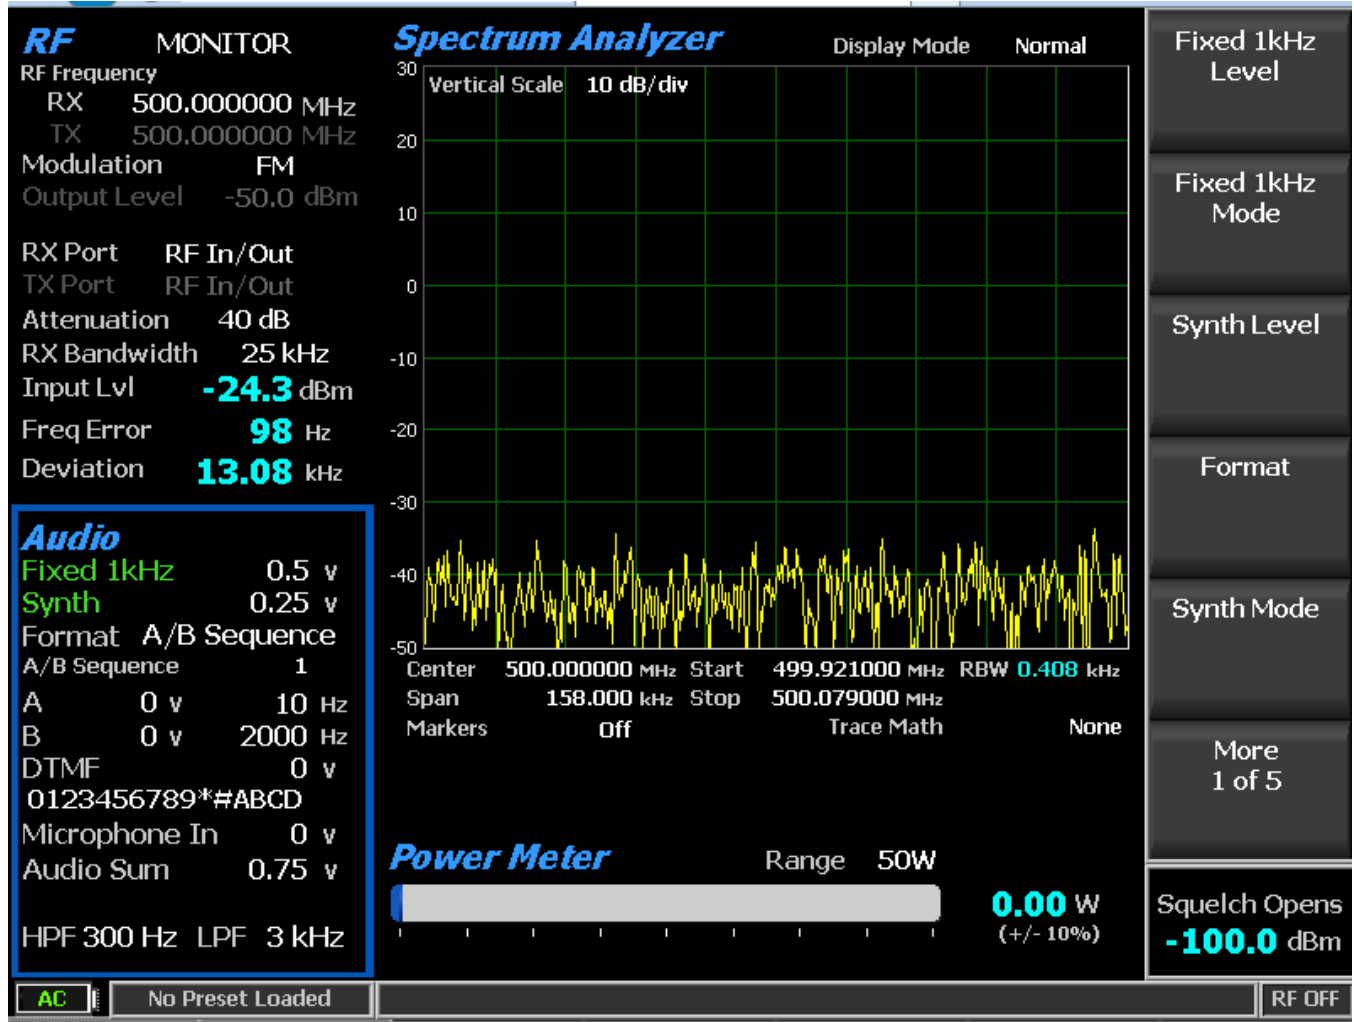 RF MONITOR
RF Frequency
RX 500.000000 MHz
TX 500.000000 MHz
Modulation FM
Output Level -50.0 dBm
RX Port RF In/Out
TX Port RF In/Out
Attenuation 40 dB
RX Bandwidth 25 kHz
Input Lvl -24.3 dBm
Freq Error 98 Hz
Deviation 13.08 kHz
Audio
Fixed 1kHz 0.5 v
Synth 0.25 v
Format A/B Sequence
A/B Sequence 1
A 0 v 10 Hz
B 0 v 2000 Hz
DTMF 0 v
0123456789*#ABCD
Microphone In 0 v
Audio Sum 0.75 v
HPF 300 Hz LPF 3 kHz
Spectrum Analyzer Display Mode Normal
Vertical Scale 10 dB/div
30
20
10
0
-10
-20
-30
-40
-50
Center 500.000000 MHz Start 499.921000 MHz RBW 0.408 kHz
Span 158.000 kHz Stop 500.079000 MHz
Markers Off Trace Math None
Power Meter Range 50W
0.00 W
(+/- 10%)
Fixed 1kHz
Level
Fixed 1kHz
Mode
Synth Level
Format
Synth Mode
More
1 of 5
Squelch Opens
-100.0 dBm
AC No Preset Loaded RF OFF